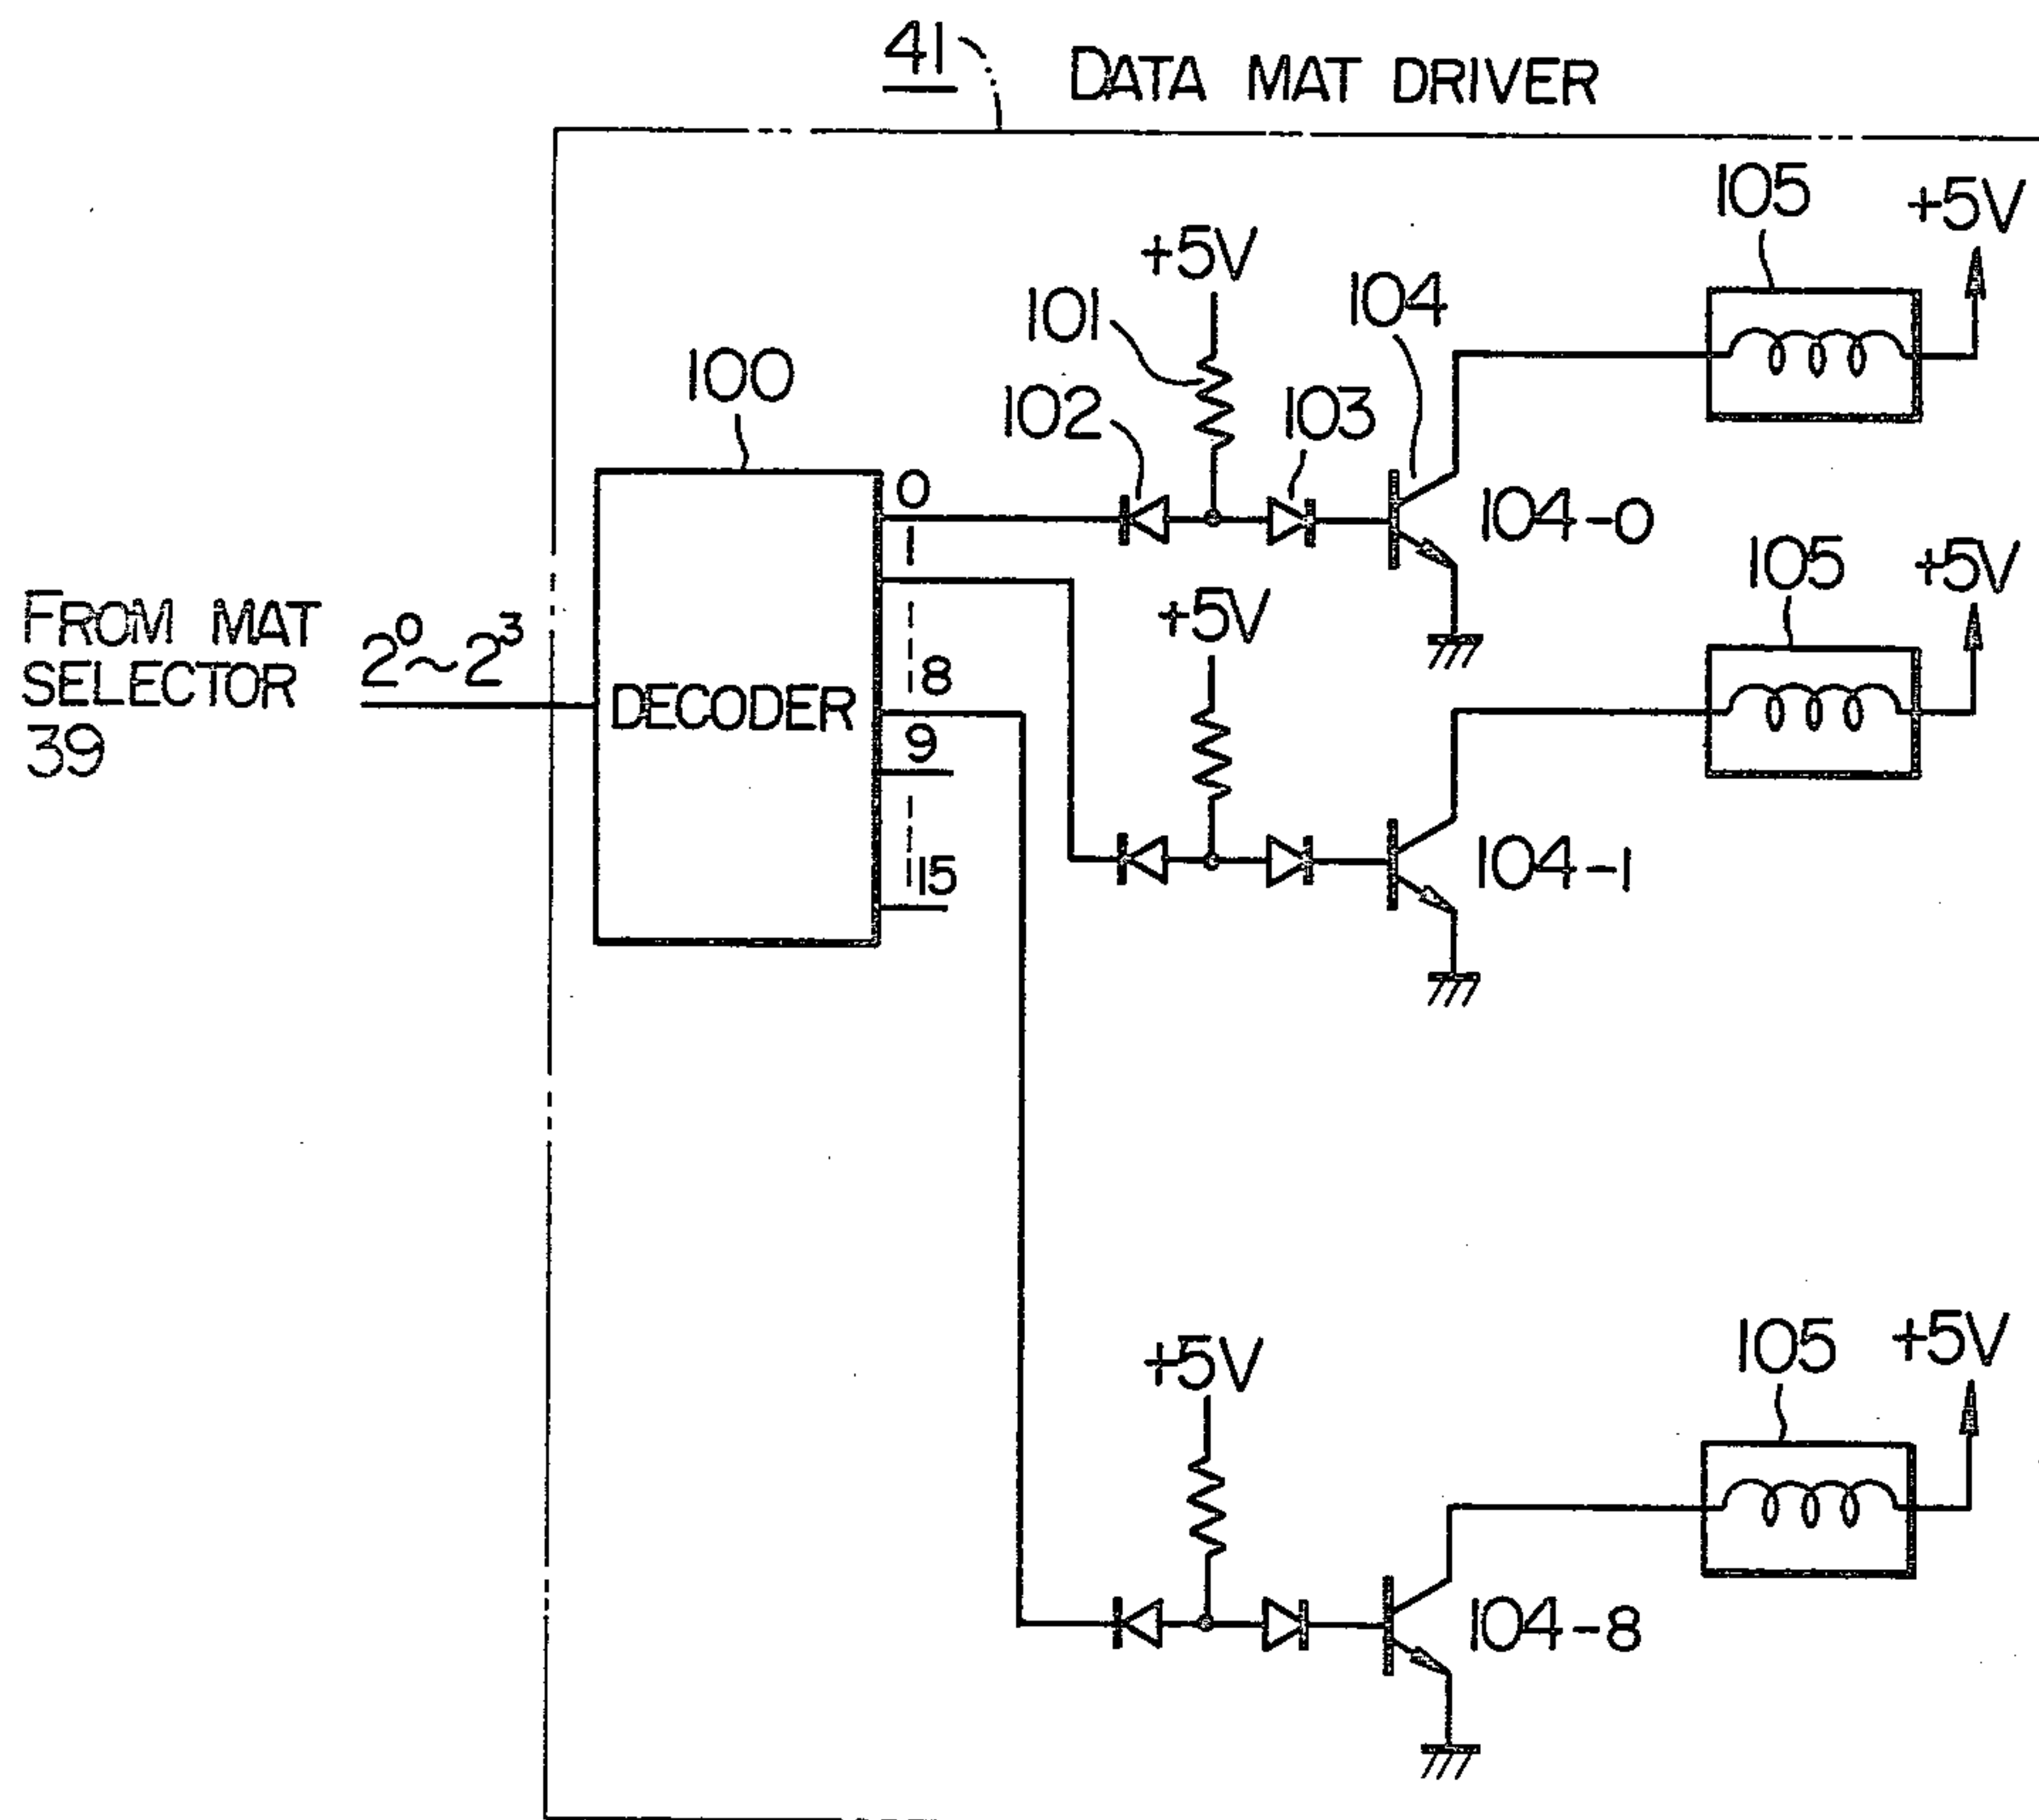 41 DATA MAT DRIVER
105 +5V
+5V
101
104
100
102
103
0
104-0
1
105 +5V
+5V
FROM MAT
SELECTOR
39
2⁰~2³
8
DECODER
9
15
104-1
105 +5V
+5V
104-8